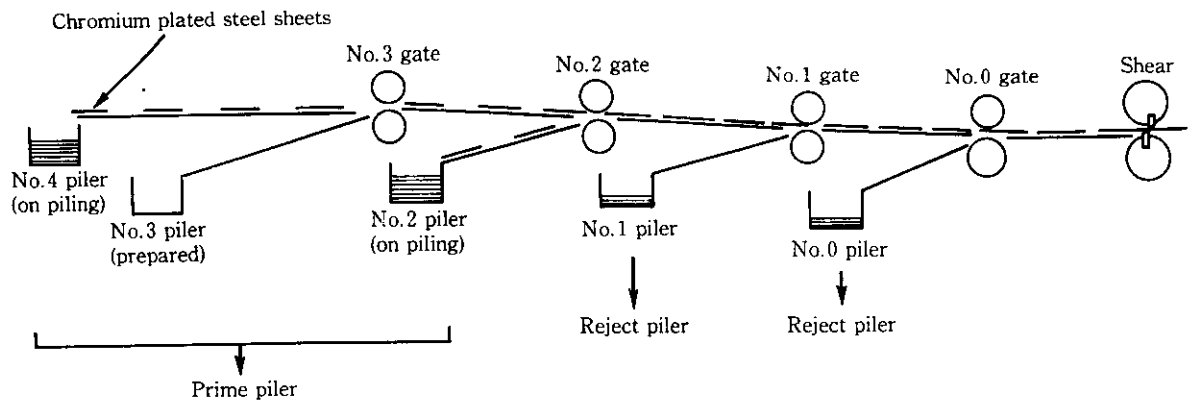 Chromium plated steel sheets
No.3 gate
No.2 gate
No.1 gate
No.0 gate
Shear
No.4 piler
(on piling)
No.3 piler
(prepared)
No.2 piler
(on piling)
No.1 piler
No.0 piler
Reject piler
Reject piler
Prime piler